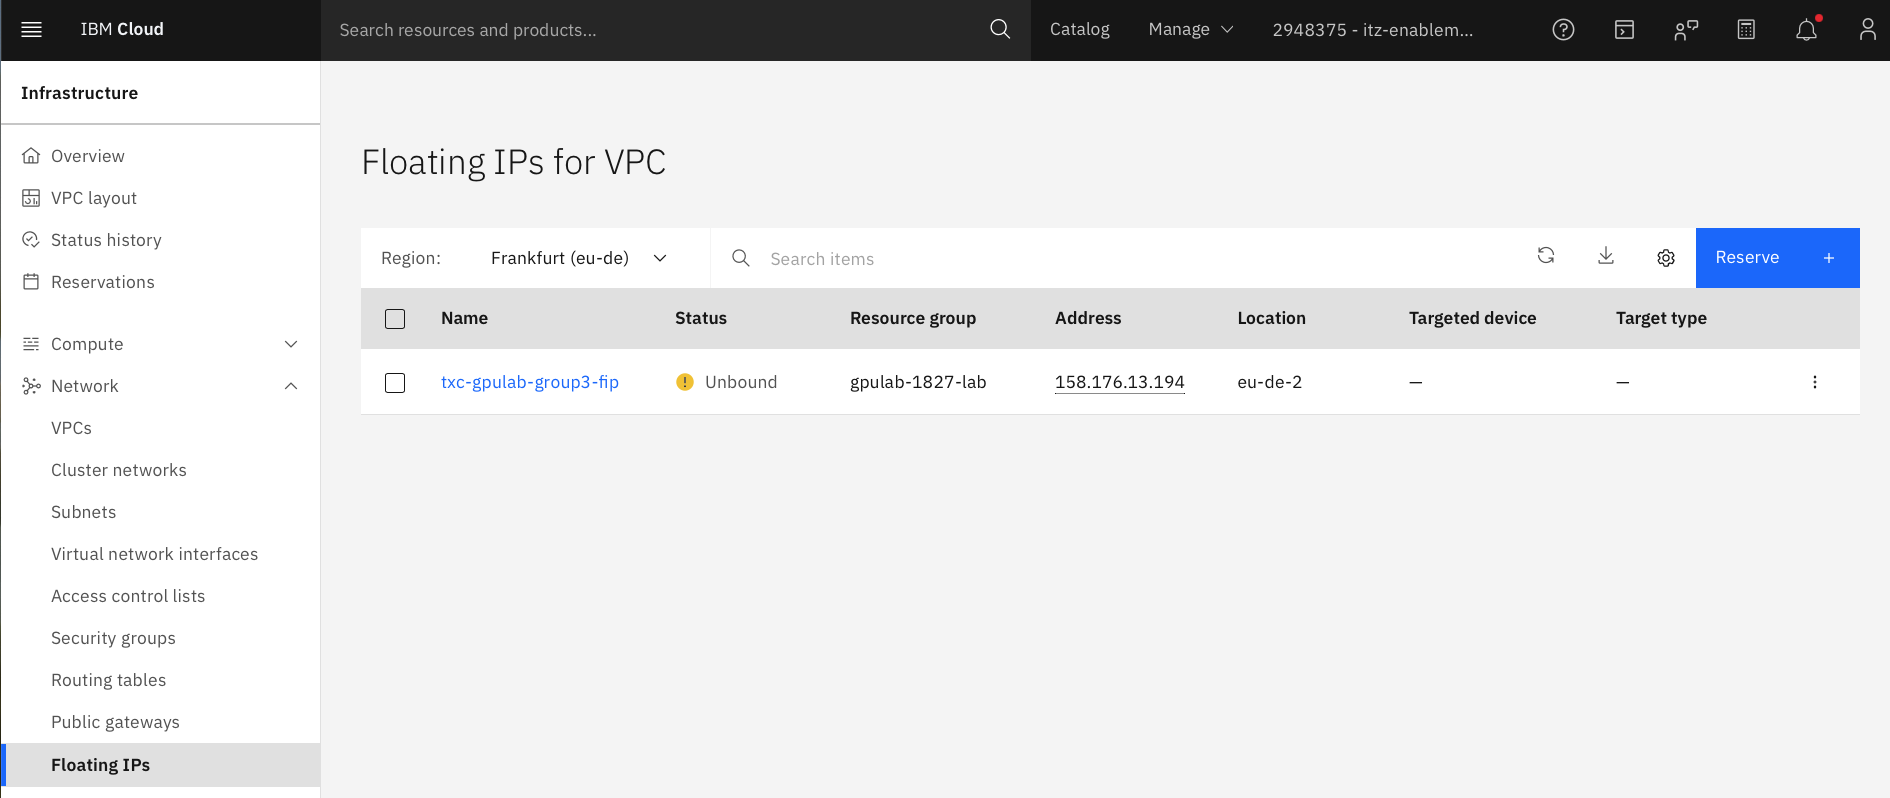 IBM Cloud
Search resources and products...
Catalog
Manage
2948375 - itz-enablem...
Infrastructure
Overview
VPC layout
Status history
Reservations
Compute
Network
VPCs
Cluster networks
Subnets
Virtual network interfaces
Access control lists
Security groups
Routing tables
Public gateways
Floating IPs
Floating IPs for VPC
Region: Frankfurt (eu-de)
Search items
Reserve +
Name Status Resource group Address Location Targeted device Target type
txc-gpulab-group3-fip Unbound gpulab-1827-lab 158.176.13.194 eu-de-2 — —